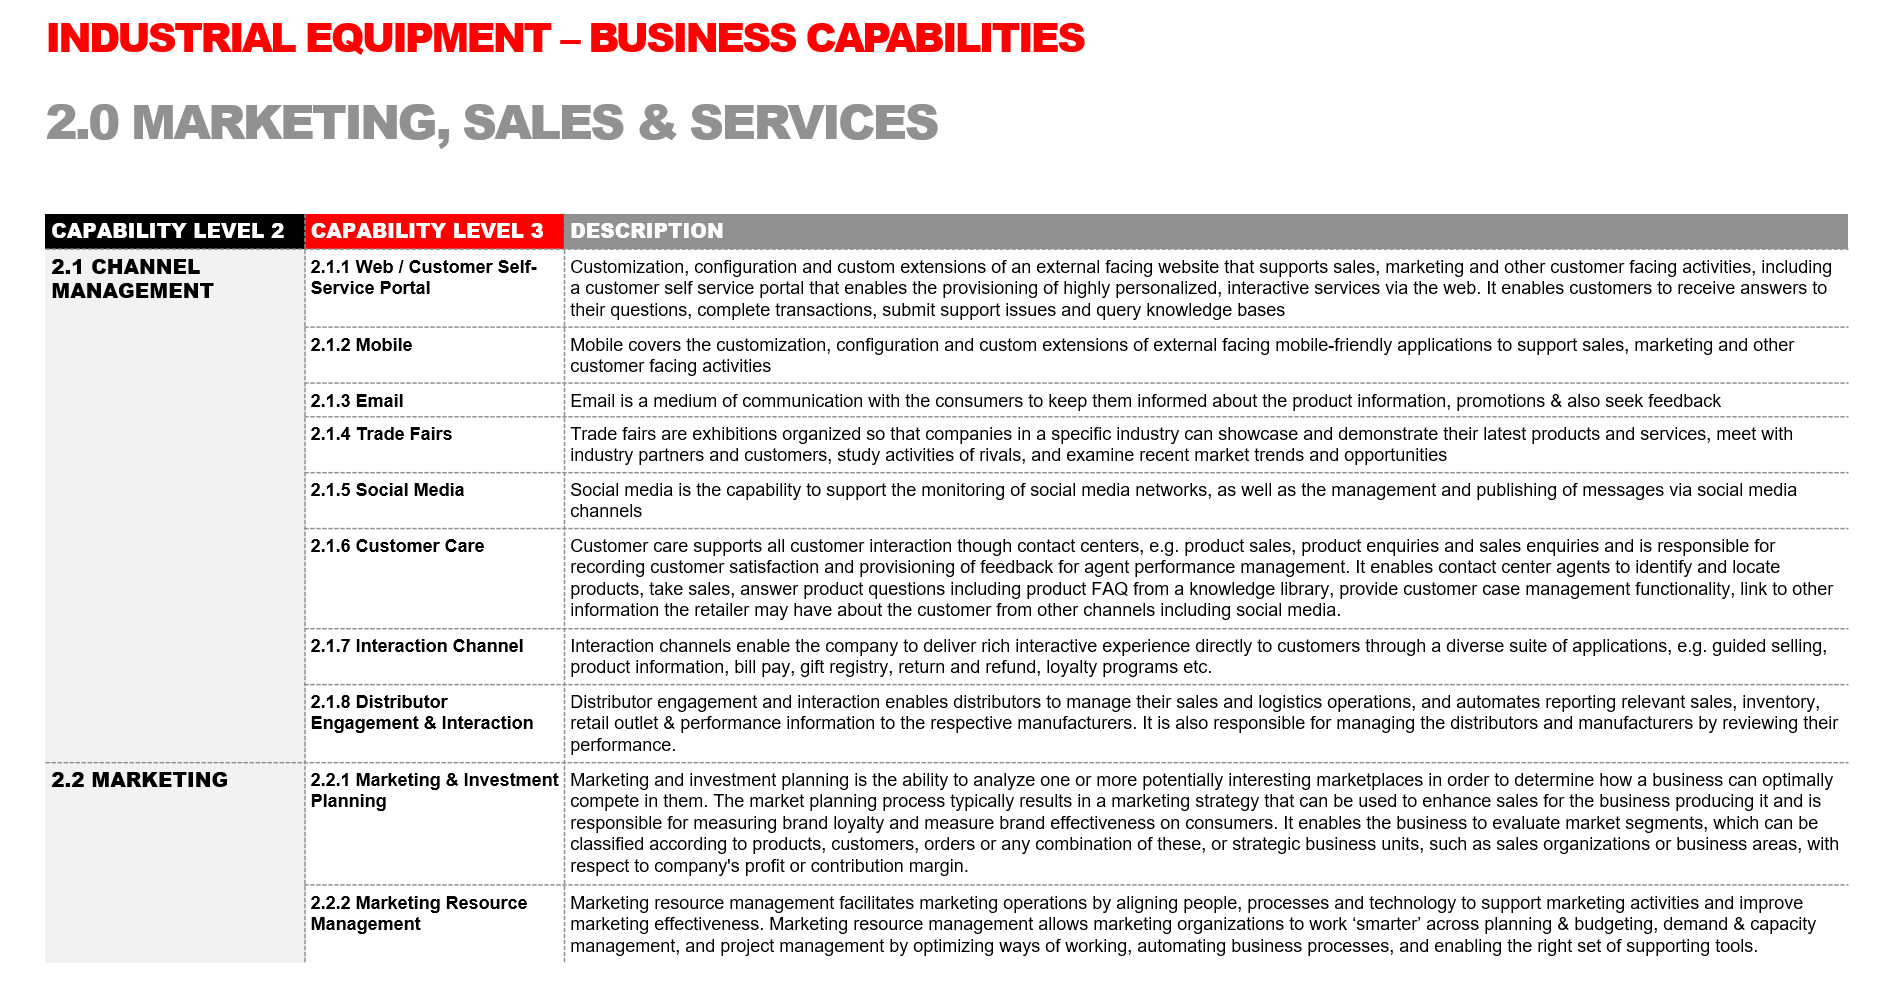 INDUSTRIAL EQUIPMENT – BUSINESS CAPABILITIES
2.0 MARKETING, SALES & SERVICES
CAPABILITY LEVEL 2 CAPABILITY LEVEL 3 DESCRIPTION
2.1 CHANNEL
MANAGEMENT
2.1.1 Web / Customer Self-
Service Portal
Customization, configuration and custom extensions of an external facing website that supports sales, marketing and other customer facing activities, including
a customer self service portal that enables the provisioning of highly personalized, interactive services via the web. It enables customers to receive answers to
their questions, complete transactions, submit support issues and query knowledge bases
2.1.2 Mobile
Mobile covers the customization, configuration and custom extensions of external facing mobile-friendly applications to support sales, marketing and other
customer facing activities
2.1.3 Email
Email is a medium of communication with the consumers to keep them informed about the product information, promotions & also seek feedback
2.1.4 Trade Fairs
Trade fairs are exhibitions organized so that companies in a specific industry can showcase and demonstrate their latest products and services, meet with
industry partners and customers, study activities of rivals, and examine recent market trends and opportunities
2.1.5 Social Media
Social media is the capability to support the monitoring of social media networks, as well as the management and publishing of messages via social media
channels
2.1.6 Customer Care
Customer care supports all customer interaction though contact centers, e.g. product sales, product enquiries and sales enquiries and is responsible for
recording customer satisfaction and provisioning of feedback for agent performance management. It enables contact center agents to identify and locate
products, take sales, answer product questions including product FAQ from a knowledge library, provide customer case management functionality, link to other
information the retailer may have about the customer from other channels including social media.
2.1.7 Interaction Channel
Interaction channels enable the company to deliver rich interactive experience directly to customers through a diverse suite of applications, e.g. guided selling,
product information, bill pay, gift registry, return and refund, loyalty programs etc.
2.1.8 Distributor
Engagement & Interaction
Distributor engagement and interaction enables distributors to manage their sales and logistics operations, and automates reporting relevant sales, inventory,
retail outlet & performance information to the respective manufacturers. It is also responsible for managing the distributors and manufacturers by reviewing their
performance.
2.2 MARKETING
2.2.1 Marketing & Investment
Planning
Marketing and investment planning is the ability to analyze one or more potentially interesting marketplaces in order to determine how a business can optimally
compete in them. The market planning process typically results in a marketing strategy that can be used to enhance sales for the business producing it and is
responsible for measuring brand loyalty and measure brand effectiveness on consumers. It enables the business to evaluate market segments, which can be
classified according to products, customers, orders or any combination of these, or strategic business units, such as sales organizations or business areas, with
respect to company's profit or contribution margin.
2.2.2 Marketing Resource
Management
Marketing resource management facilitates marketing operations by aligning people, processes and technology to support marketing activities and improve
marketing effectiveness. Marketing resource management allows marketing organizations to work ‘smarter’ across planning & budgeting, demand & capacity
management, and project management by optimizing ways of working, automating business processes, and enabling the right set of supporting tools.